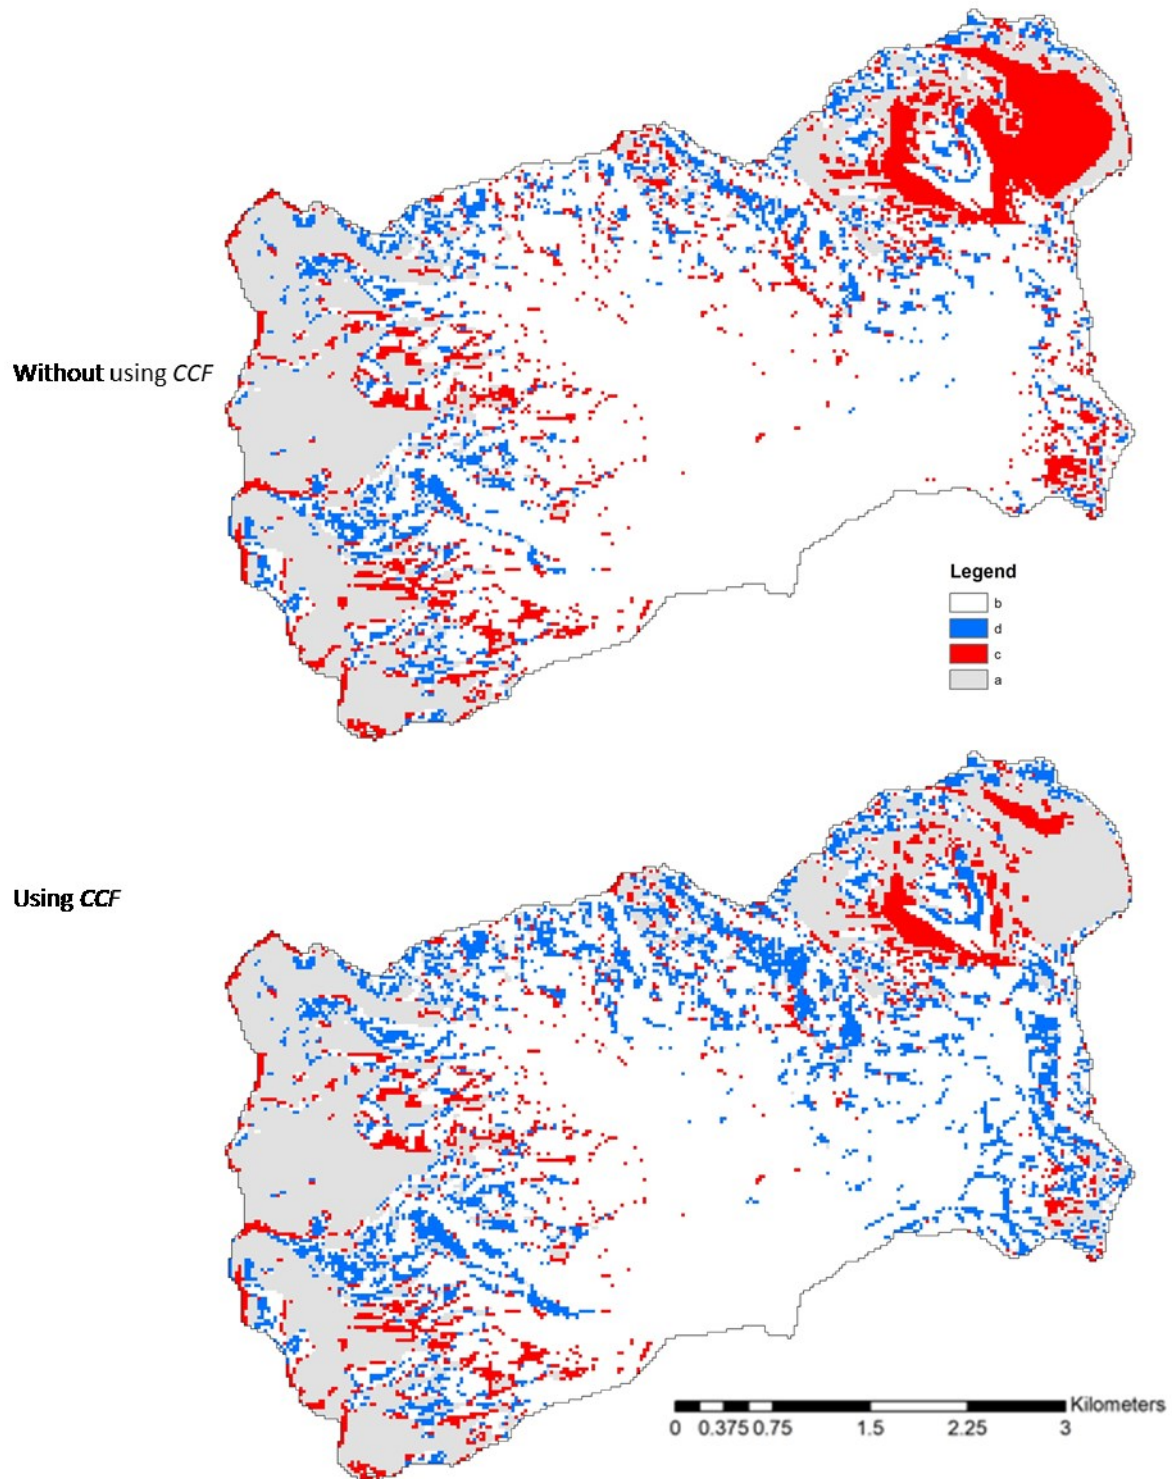 Without using CCF
Legend
b
d
c
a
Using CCF
Kilometers
0 0.375 0.75 1.5 2.25 3